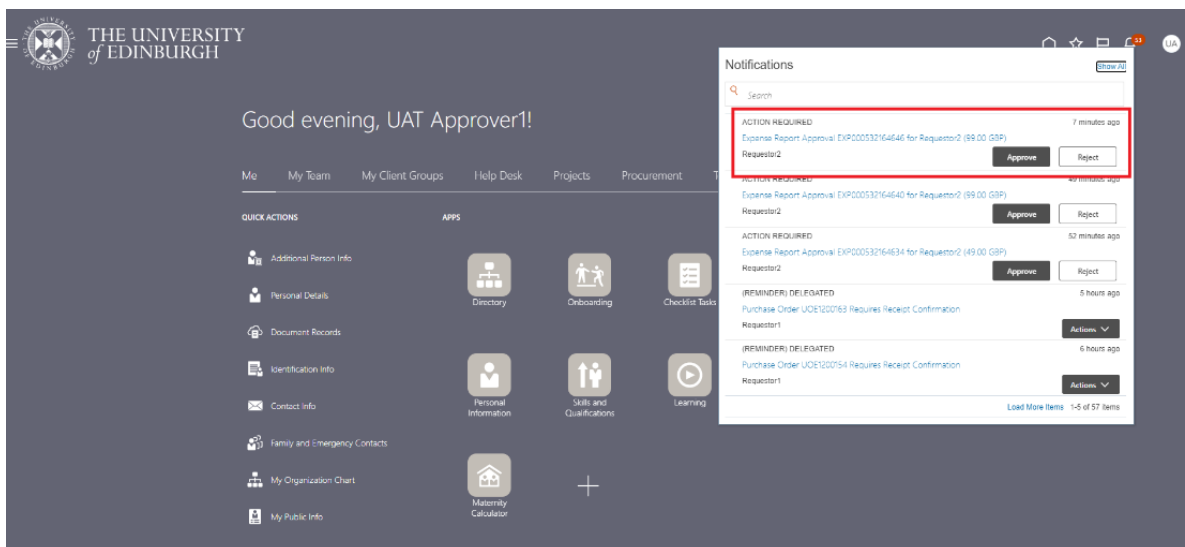 THE UNIVERSITY
of EDINBURGH
53
UA
Good evening, UAT Approver1!
Me My Team My Client Groups Help Desk Projects Procurement T
QUICK ACTIONS
Additional Person Info
Personal Details
Document Records
Identification Info
Contact Info
Family and Emergency Contacts
My Organization Chart
My Public Info
APPS
Directory
Onboarding
Checklist Tasks
Personal
Information
Skills and
Qualifications
Learning
Maternity
Calculator
Notifications
Show All
Search
ACTION REQUIRED 7 minutes ago
Expense Report Approval EXP000532164646 for Requestor2 (99.00 GBP)
Requestor2 Approve Reject
ACTION REQUIRED 49 minutes ago
Expense Report Approval EXP000532164640 for Requestor2 (99.00 GBP)
Requestor2 Approve Reject
ACTION REQUIRED 52 minutes ago
Expense Report Approval EXP000532164634 for Requestor2 (49.00 GBP)
Requestor2 Approve Reject
(REMINDER) DELEGATED 5 hours ago
Purchase Order UOE1200163 Requires Receipt Confirmation
Requestor1 Actions
(REMINDER) DELEGATED 6 hours ago
Purchase Order UOE1200154 Requires Receipt Confirmation
Requestor1 Actions
Load More Items 1-5 of 57 items